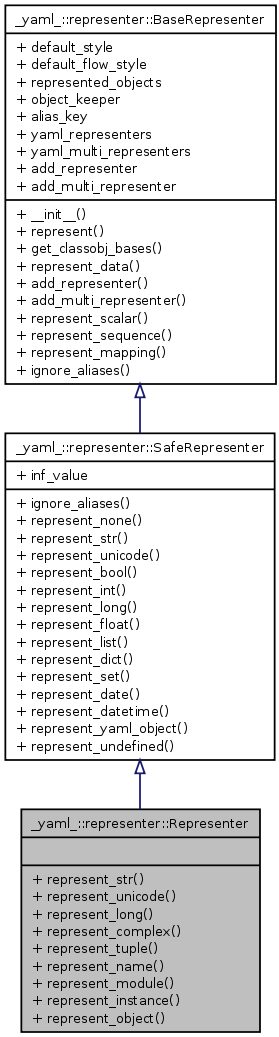 _yaml_::representer::BaseRepresenter
+ default_style
+ default_flow_style
+ represented_objects
+ object_keeper
+ alias_key
+ yaml_representers
+ yaml_multi_representers
+ add_representer
+ add_multi_representer
+ __init__()
+ represent()
+ get_classobj_bases()
+ represent_data()
+ add_representer()
+ add_multi_representer()
+ represent_scalar()
+ represent_sequence()
+ represent_mapping()
+ ignore_aliases()
_yaml_::representer::SafeRepresenter
+ inf_value
+ ignore_aliases()
+ represent_none()
+ represent_str()
+ represent_unicode()
+ represent_bool()
+ represent_int()
+ represent_long()
+ represent_float()
+ represent_list()
+ represent_dict()
+ represent_set()
+ represent_date()
+ represent_datetime()
+ represent_yaml_object()
+ represent_undefined()
_yaml_::representer::Representer
+ represent_str()
+ represent_unicode()
+ represent_long()
+ represent_complex()
+ represent_tuple()
+ represent_name()
+ represent_module()
+ represent_instance()
+ represent_object()